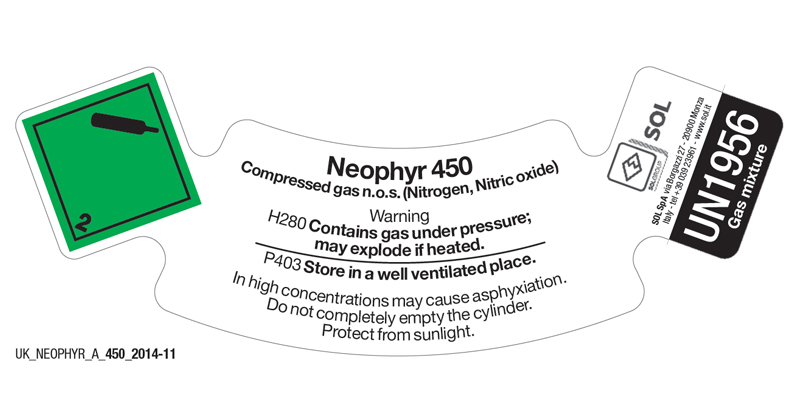 2
Neophyr 450
Compressed gas n.o.s. (Nitrogen, Nitric oxide)
Warning
H280 Contains gas under pressure;
may explode if heated.
P403 Store in a well ventilated place.
In high concentrations may cause asphyxiation.
Do not completely empty the cylinder.
Protect from sunlight.
SOL
SOLGROUP
SOL SpA via Borgazzi 27 - 20900 Monza
Italy - tel +39 039 23961 - www.sol.it
UN1956
Gas mixture
UK_NEOPHYR_A_450_2014-11